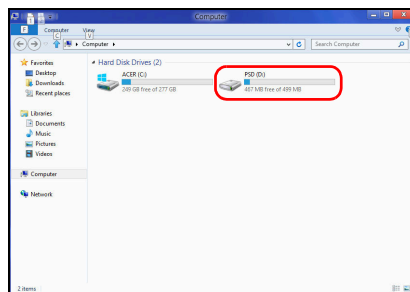 Computer
F
Computer
View
C
V
Computer
Search Computer
Favorites
Desktop
Downloads
Recent places
Libraries
Documents
Music
Pictures
Videos
Computer
Network
Hard Disk Drives (2)
ACER (C:)
249 GB free of 277 GB
PSD (D:)
467 MB free of 499 MB
2 items